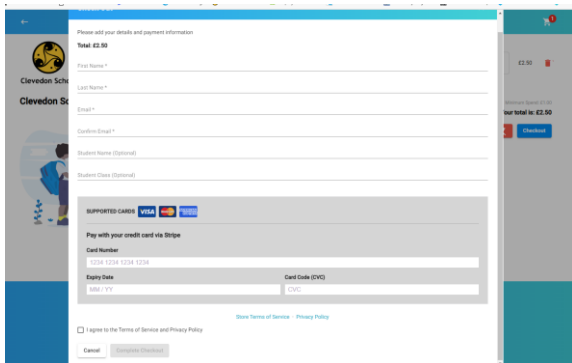 Please add your details and payment information
Total: £2.50
First Name *
Last Name *
Email *
Confirm Email *
Student Name (Optional)
Student Class (Optional)
SUPPORTED CARDS VISA
Pay with your credit card via Stripe
Card Number
1234 1234 1234 1234
Expiry Date Card Code (CVC)
MM / YY CVC
Store Terms of Service - Privacy Policy
I agree to the Terms of Service and Privacy Policy
Cancel Complete Checkout
Clevedon Scho
Clevedon Sc
£2.50
our total is: £2.50
Checkout